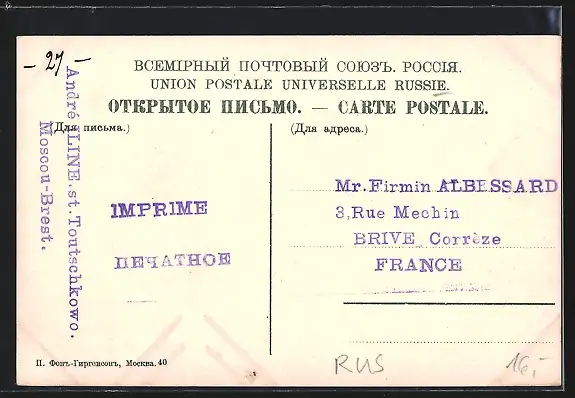 - 27 -
ВСЕМІРНЫЙ ПОЧТОВЫЙ СОЮЗЪ. РОССІЯ.
UNION POSTALE UNIVERSELLE RUSSIE.
ОТКРЫТОЕ ПИСЬМО. — CARTE POSTALE.
(Для письма.)
(Для адреса.)
André ILINE.st.Toutschkowo.
Moscou-Brest.
IMPRIME
ПЕЧАТНОЕ
Mr.Firmin ALBESSARD
3,Rue Mechin
BRIVE Corrèze
FRANCE
П. Фонъ-Гиргенсонъ, Москва. 40
RUS
16,-